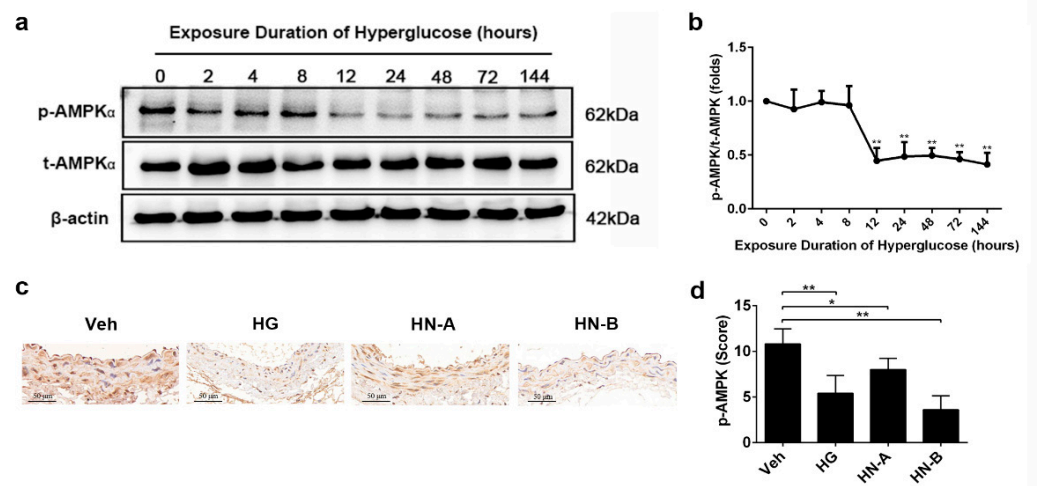 a
Exposure Duration of Hyperglucose (hours)
0 2 4 8 12 24 48 72 144
p-AMPKα 62kDa
t-AMPKα 62kDa
β-actin 42kDa
b
p-AMPK/t-AMPK (folds)
1.5
1.0
0.5
0.0
** ** ** ** **
0 2 4 8 12 24 48 72 144
Exposure Duration of Hyperglucose (hours)
c
Veh HG HN-A HN-B
50 μm 50 μm 50 μm 50 μm
d
p-AMPK (Score)
15
10
5
0
**
*
**
Veh HG HN-A HN-B